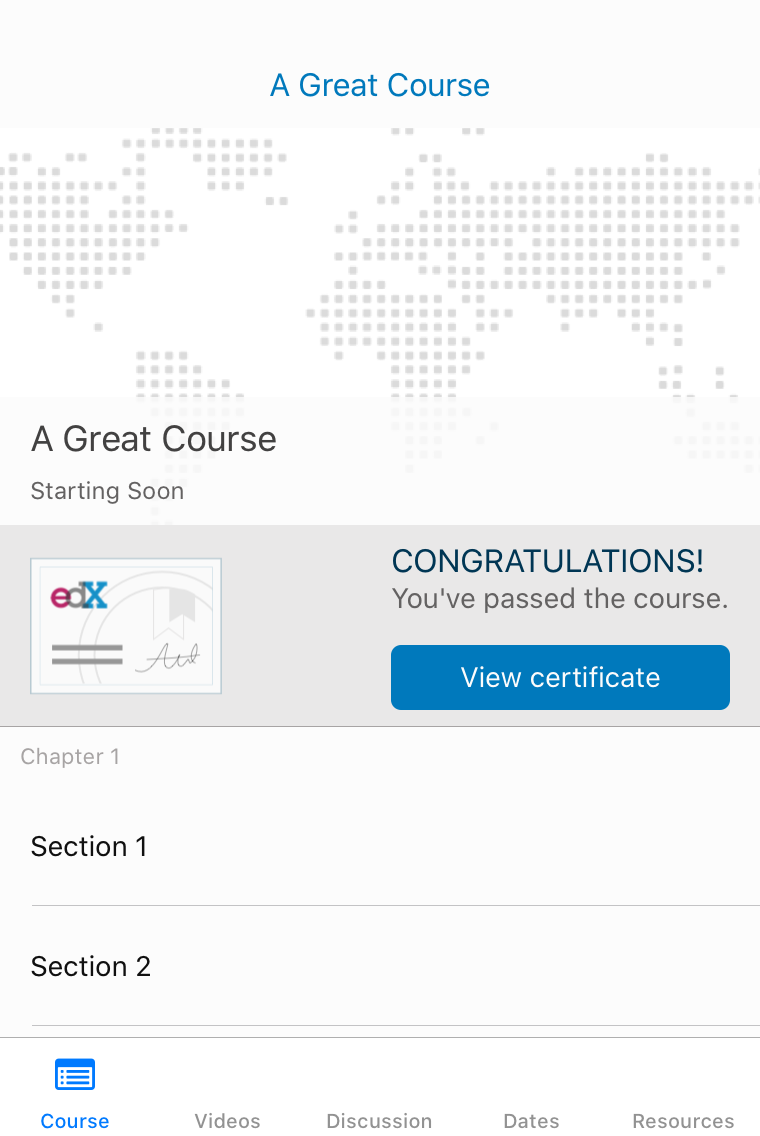 A Great Course
A Great Course
Starting Soon
edX
CONGRATULATIONS!
You've passed the course.
View certificate
Chapter 1
Section 1
Section 2
Course
Videos
Discussion
Dates
Resources